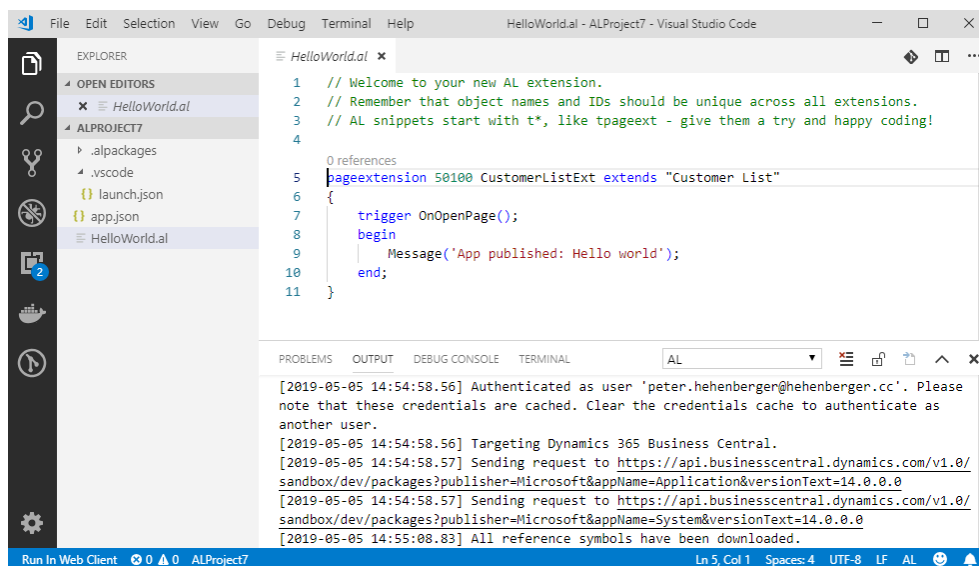 File Edit Selection View Go Debug Terminal Help HelloWorld.al - ALProject7 - Visual Studio Code
EXPLORER
OPEN EDITORS
HelloWorld.al
ALPROJECT7
.alpackages
.vscode
{} launch.json
{} app.json
HelloWorld.al
2
HelloWorld.al
1 // Welcome to your new AL extension.
2 // Remember that object names and IDs should be unique across all extensions.
3 // AL snippets start with t*, like tpageext - give them a try and happy coding!
4
0 references
5 pageextension 50100 CustomerListExt extends "Customer List"
6 {
7 trigger OnOpenPage();
8 begin
9 Message('App published: Hello world');
10 end;
11 }
PROBLEMS OUTPUT DEBUG CONSOLE TERMINAL AL
[2019-05-05 14:54:58.56] Authenticated as user 'peter.hehenberger@hehenberger.cc'. Please
note that these credentials are cached. Clear the credentials cache to authenticate as
another user.
[2019-05-05 14:54:58.56] Targeting Dynamics 365 Business Central.
[2019-05-05 14:54:58.57] Sending request to https://api.businesscentral.dynamics.com/v1.0/
sandbox/dev/packages?publisher=Microsoft&appName=Application&versionText=14.0.0.0
[2019-05-05 14:54:58.57] Sending request to https://api.businesscentral.dynamics.com/v1.0/
sandbox/dev/packages?publisher=Microsoft&appName=System&versionText=14.0.0.0
[2019-05-05 14:55:08.83] All reference symbols have been downloaded.
Run In Web Client 0 0 ALProject7 Ln 5, Col 1 Spaces: 4 UTF-8 LF AL